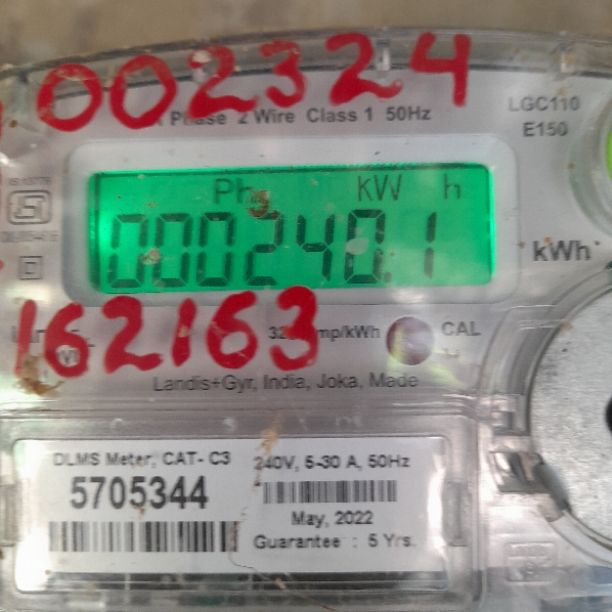 002324
Phase 2 Wire Class 1 50Hz
LGC110
E150
Ph kW h
000240.1
kWh
162163
mp/kWh
CAL
Landis+Gyr, India, Joka, Made
DLMS Meter, CAT- C3
5705344
240V, 5-30 A, 50Hz
May, 2022
Guarantee : 5 Yrs.